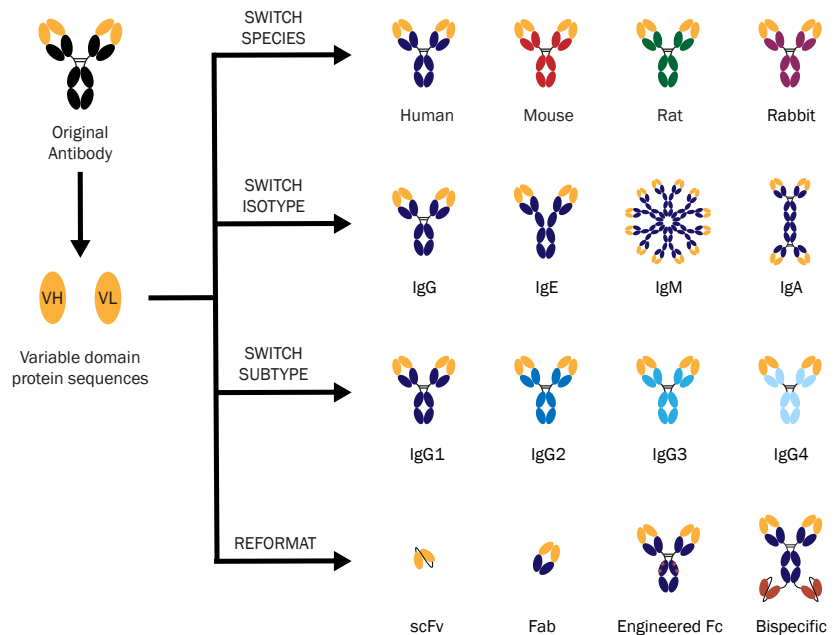 Original
Antibody
VH
VL
Variable domain
protein sequences
SWITCH
SPECIES
Human
Mouse
Rat
Rabbit
SWITCH
ISOTYPE
IgG
IgE
IgM
IgA
SWITCH
SUBTYPE
IgG1
IgG2
IgG3
IgG4
REFORMAT
scFv
Fab
Engineered Fc
Bispecific